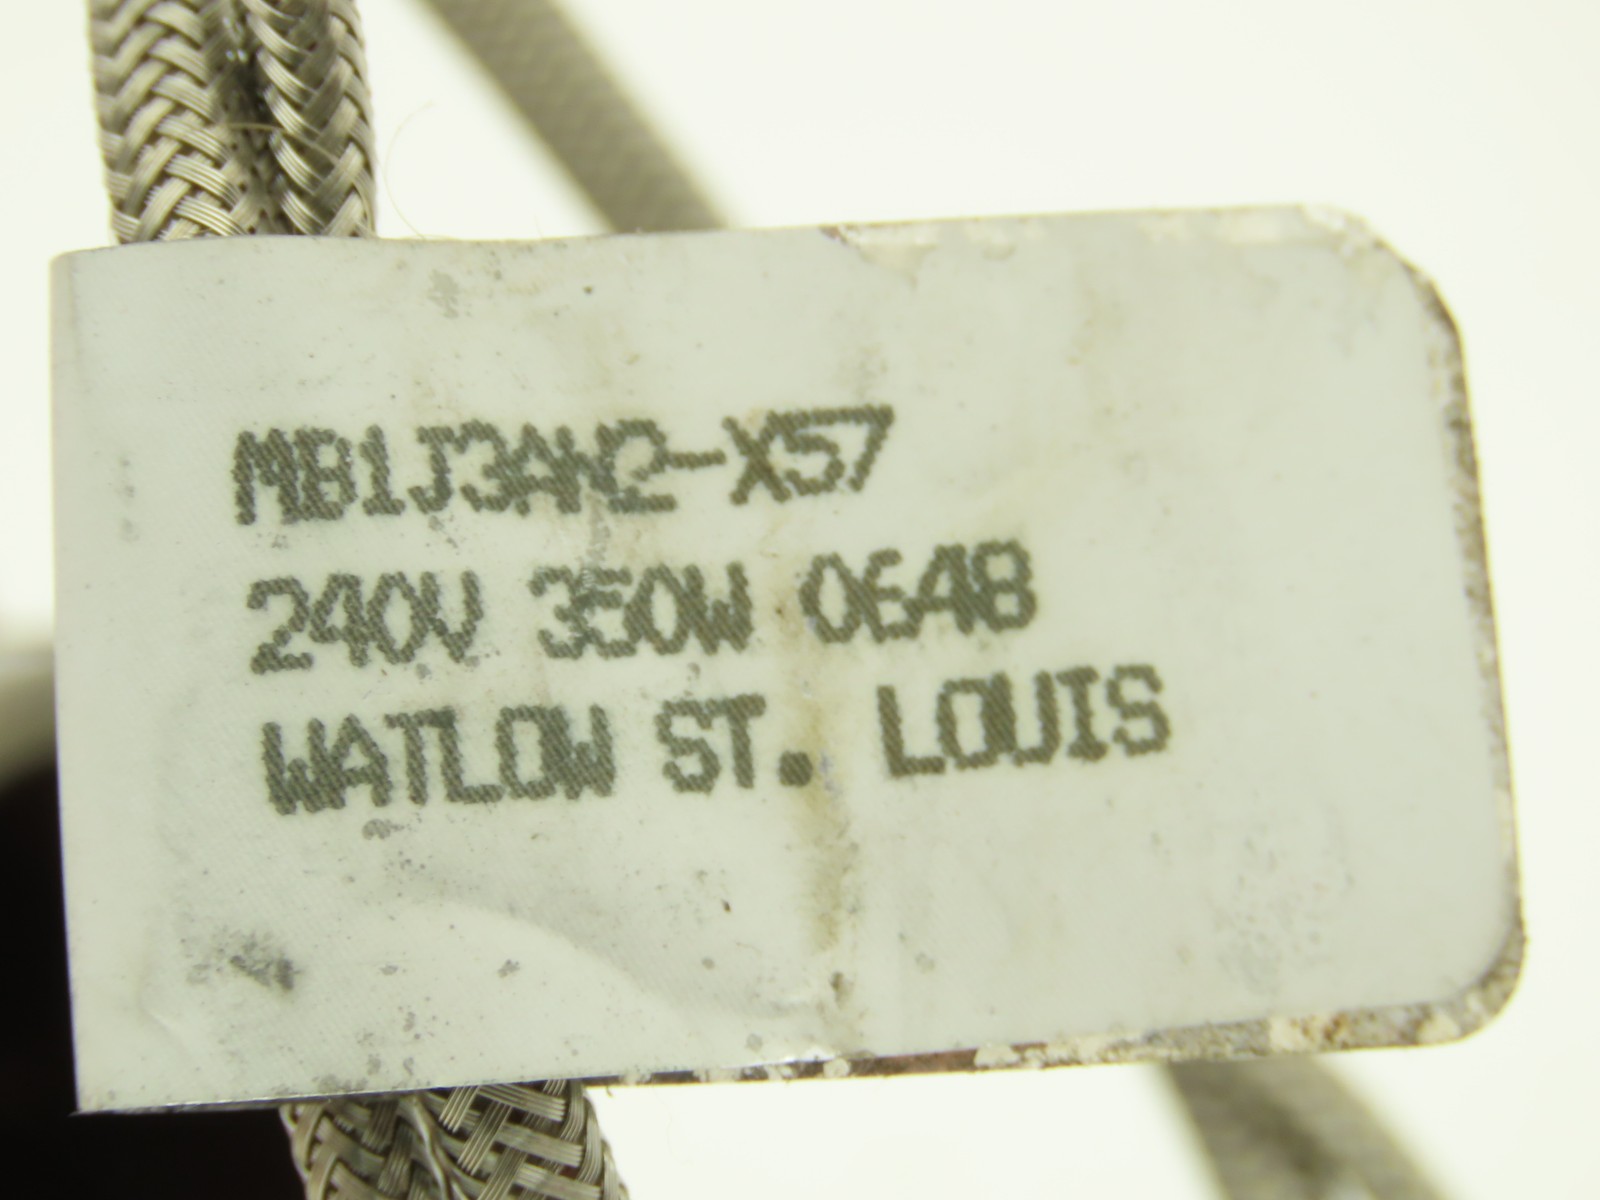 MB1J3AN2-X57
240V 350W 0648
WATLOW ST. LOUIS